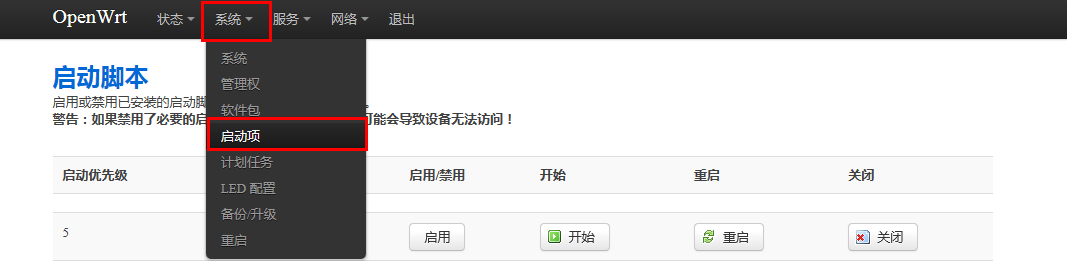 OpenWrt 状态 系统 服务 网络 退出
系统
管理权
软件包
启动项
计划任务
LED 配置
备份/升级
重启
启动脚本
启用或禁用已安装的启动脚
。
警告：如果禁用了必要的启
可能会导致设备无法访问！
启动优先级 启用/禁用 开始 重启 关闭
5 启用 开始 重启 关闭